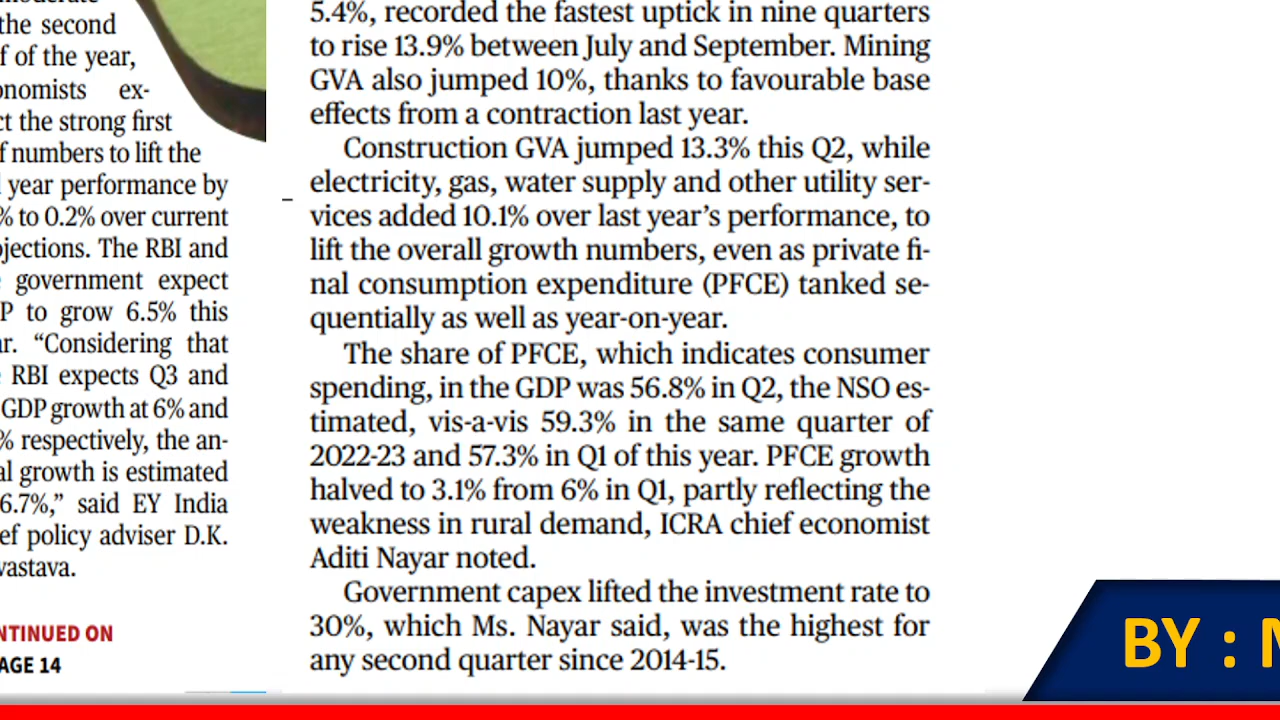 the second
of the year,
ex-
the strong first
numbers to lift the
year performance by
% to 0.2% over current
The RBI and
government expect
to grow 6.5% this
“Considering that
RBI expects Q3 and
GDP growth at 6% and
% respectively, the an-
growth is estimated
6.7%,” said EY India
policy adviser D.K.
CONTINUED ON
PAGE 14
5.4%, recorded the fastest uptick in nine quarters
to rise 13.9% between July and September. Mining
GVA also jumped 10%, thanks to favourable base
effects from a contraction last year.
Construction GVA jumped 13.3% this Q2, while
electricity, gas, water supply and other utility ser-
vices added 10.1% over last year’s performance, to
lift the overall growth numbers, even as private fi-
nal consumption expenditure (PFCE) tanked se-
quentially as well as year-on-year.
The share of PFCE, which indicates consumer
spending, in the GDP was 56.8% in Q2, the NSO es-
timated, vis-a-vis 59.3% in the same quarter of
2022-23 and 57.3% in Q1 of this year. PFCE growth
halved to 3.1% from 6% in Q1, partly reflecting the
weakness in rural demand, ICRA chief economist
Aditi Nayar noted.
Government capex lifted the investment rate to
30%, which Ms. Nayar said, was the highest for
any second quarter since 2014-15.
BY :